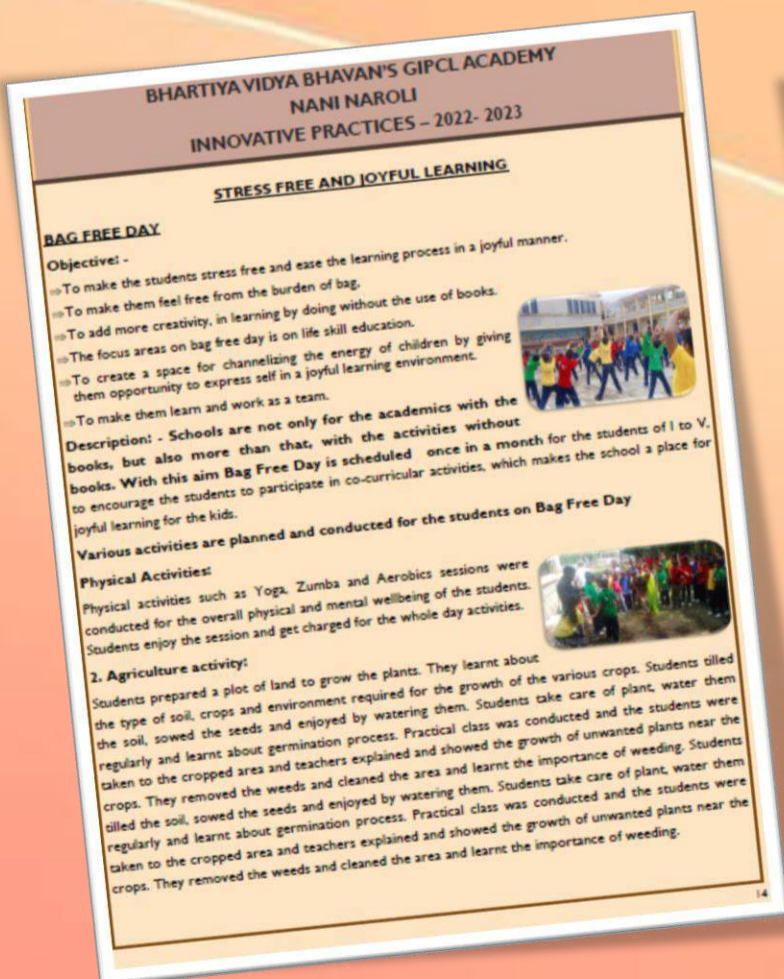 BHARTIYA VIDYA BHAVAN'S GIPCL ACADEMY
NANI NAROLI
INNOVATIVE PRACTICES – 2022- 2023
STRESS FREE AND JOYFUL LEARNING
BAG FREE DAY
Objective: -
⇒To make the students stress free and ease the learning process in a joyful manner.
⇒To make them feel free from the burden of bag,
⇒To add more creativity, in learning by doing without the use of books.
⇒The focus areas on bag free day is on life skill education.
⇒To create a space for channelizing the energy of children by giving
them opportunity to express self in a joyful learning environment.
⇒To make them learn and work as a team.
Description: - Schools are not only for the academics with the
books, but also more than that, with the activities without
books. With this aim Bag Free Day is scheduled once in a month for the students of I to V,
to encourage the students to participate in co-curricular activities, which makes the school a place for
joyful learning for the kids.
Various activities are planned and conducted for the students on Bag Free Day
Physical Activities:
Physical activities such as Yoga, Zumba and Aerobics sessions were
conducted for the overall physical and mental wellbeing of the students.
Students enjoy the session and get charged for the whole day activities.
2. Agriculture activity:
Students prepared a plot of land to grow the plants. They learnt about
the type of soil, crops and environment required for the growth of the various crops. Students tilled
the soil, sowed the seeds and enjoyed by watering them. Students take care of plant, water them
regularly and learnt about germination process. Practical class was conducted and the students were
taken to the cropped area and teachers explained and showed the growth of unwanted plants near the
crops. They removed the weeds and cleaned the area and learnt the importance of weeding. Students
tilled the soil, sowed the seeds and enjoyed by watering them. Students take care of plant, water them
regularly and learnt about germination process. Practical class was conducted and the students were
taken to the cropped area and teachers explained and showed the growth of unwanted plants near the
crops. They removed the weeds and cleaned the area and learnt the importance of weeding.
14